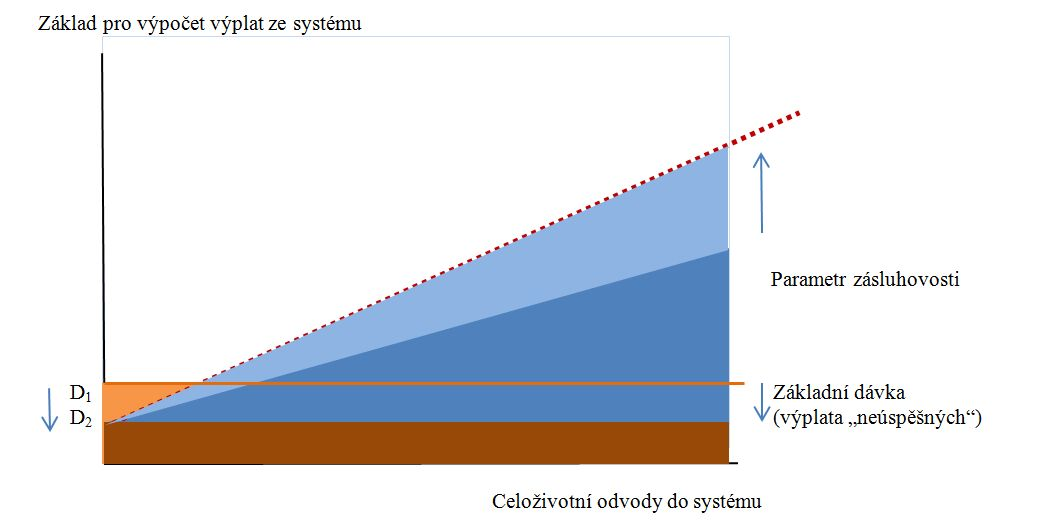 Základ pro výpočet výplat ze systému
Parametr zásluhovosti
D₁
D₂
Základní dávka
(výplata „neúspěšných“)
Celoživotní odvody do systému